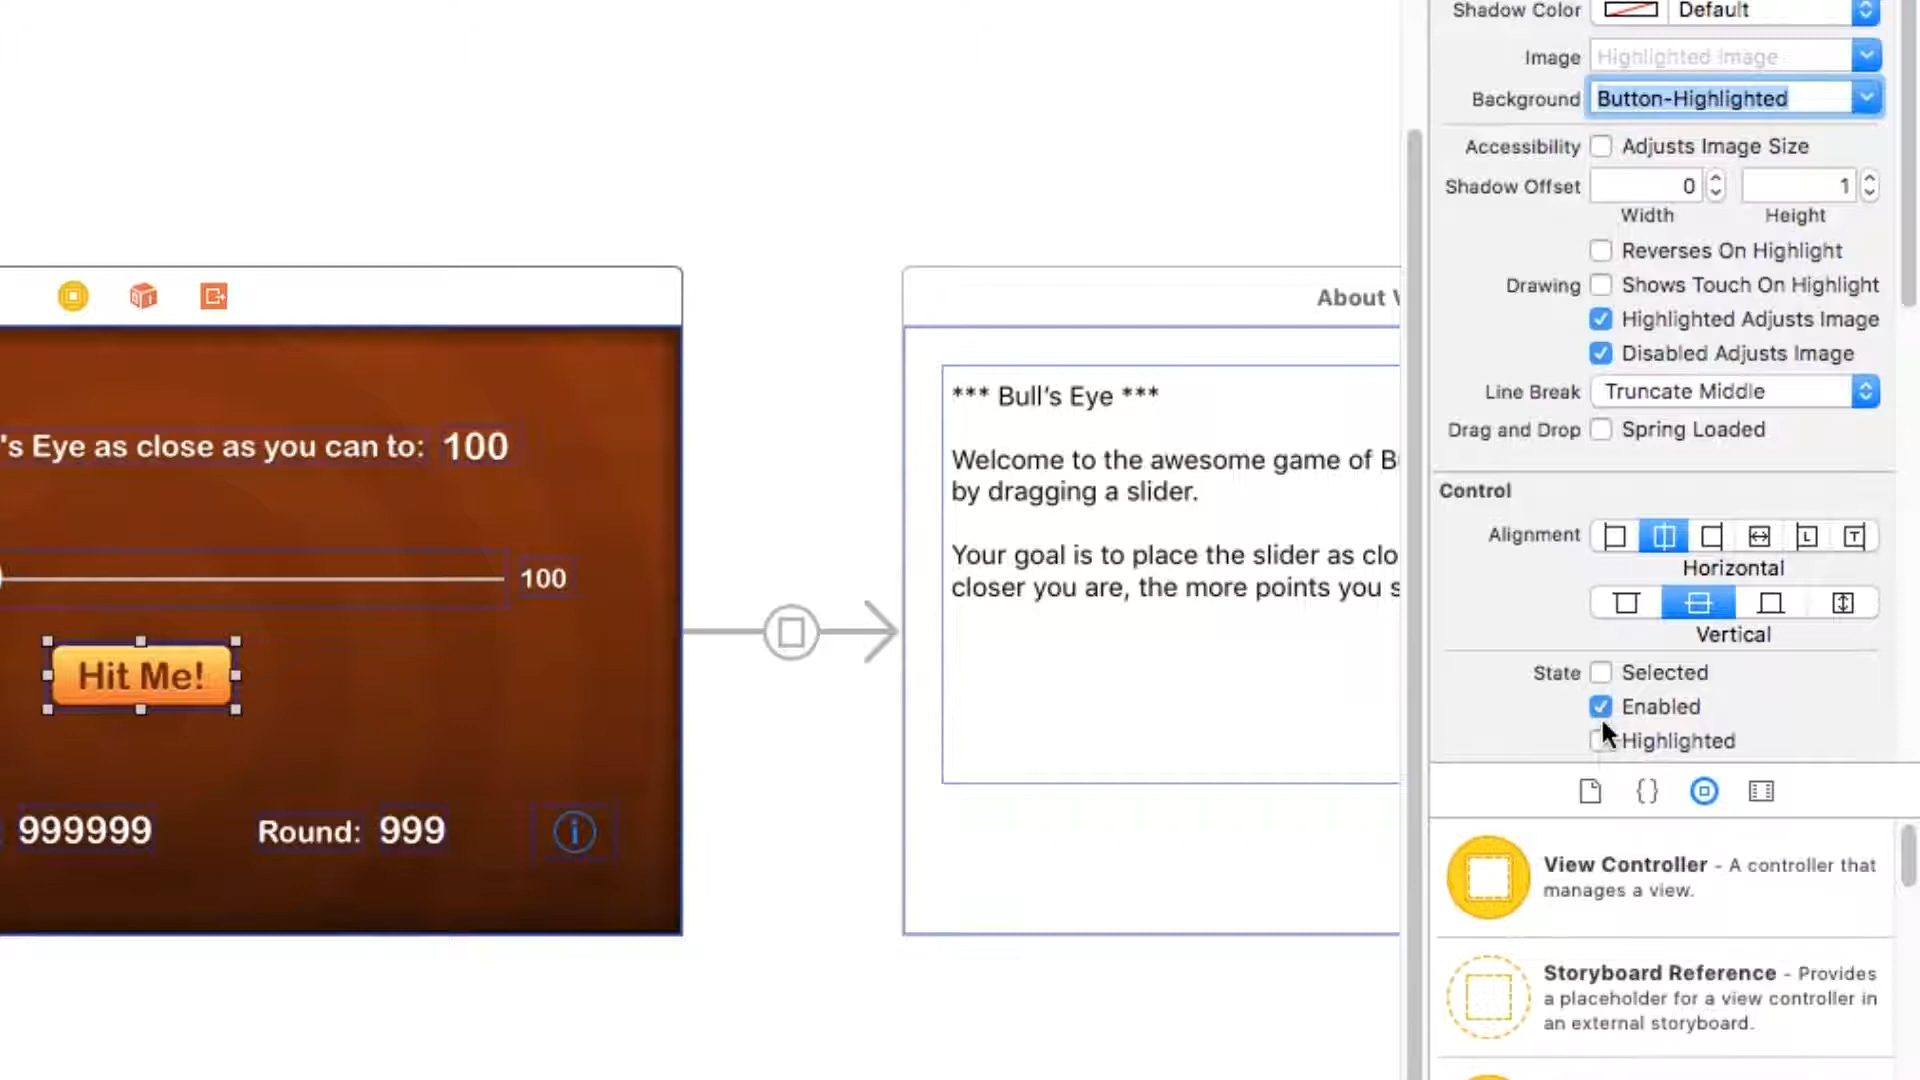 Shadow Color Default
Image Highlighted Image
Background Button-Highlighted
Accessibility Adjusts Image Size
Shadow Offset 0 1
Width Height
Reverses On Highlight
Drawing Shows Touch On Highlight
Highlighted Adjusts Image
Disabled Adjusts Image
Line Break Truncate Middle
Drag and Drop Spring Loaded
Control
Alignment
Horizontal
Vertical
State Selected
Enabled
Highlighted
View Controller - A controller that
manages a view.
Storyboard Reference - Provides
a placeholder for a view controller in
an external storyboard.
's Eye as close as you can to: 100
100
Hit Me!
999999 Round: 999
About
*** Bull's Eye ***
Welcome to the awesome game of
by dragging a slider.
Your goal is to place the slider as
closer you are, the more points you